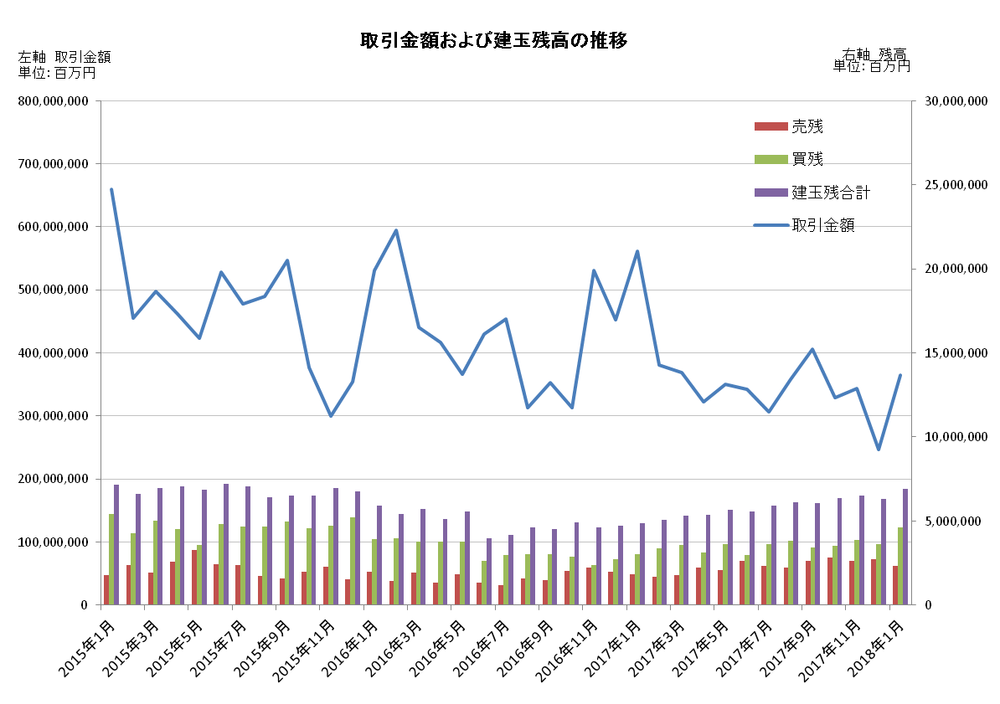 取引金額および建玉残高の推移
左軸 取引金額
単位:百万円
右軸 残高
単位:百万円
800,000,000
700,000,000
600,000,000
500,000,000
400,000,000
300,000,000
200,000,000
100,000,000
0
30,000,000
25,000,000
20,000,000
15,000,000
10,000,000
5,000,000
0
売残
買残
建玉残合計
取引金額
2015年1月
2015年3月
2015年5月
2015年7月
2015年9月
2015年11月
2016年1月
2016年3月
2016年5月
2016年7月
2016年9月
2016年11月
2017年1月
2017年3月
2017年5月
2017年7月
2017年9月
2017年11月
2018年1月